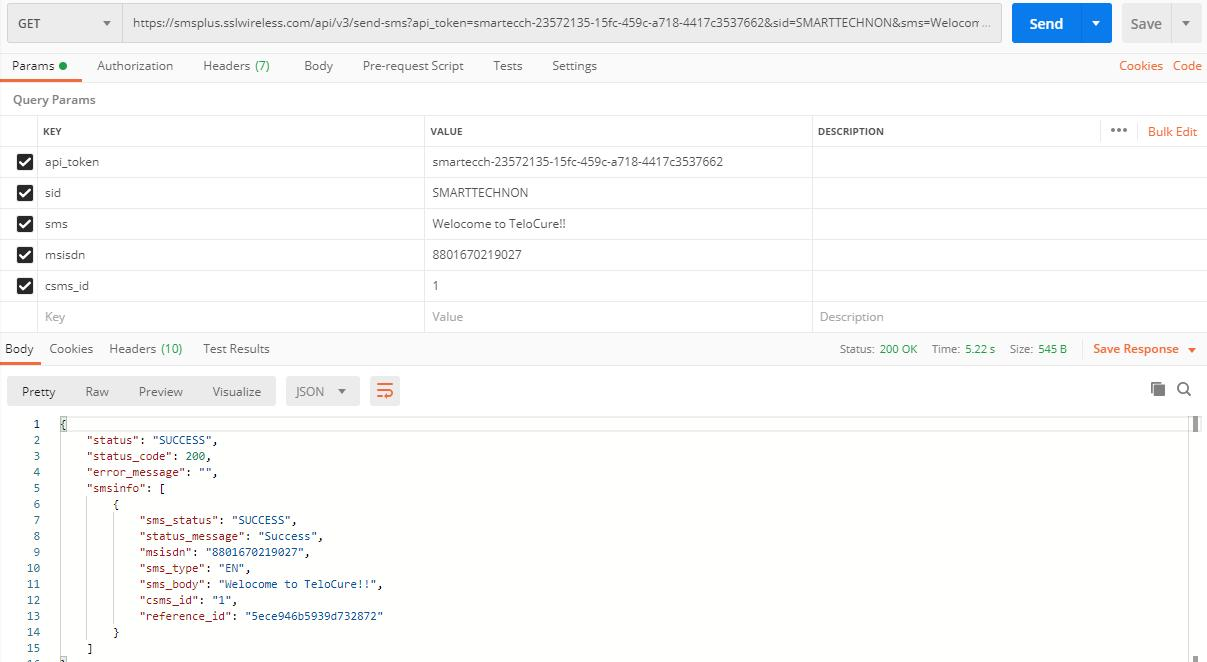 GET https://smsplus.sslwireless.com/api/v3/send-sms?api_token=smartecch-23572135-15fc-459c-a718-4417c3537662&sid=SMARTTECHNON&sms=Welocom ... Send Save
Params Authorization Headers (7) Body Pre-request Script Tests Settings Cookies Code
Query Params
KEY VALUE DESCRIPTION ••• Bulk Edit
api_token smartecch-23572135-15fc-459c-a718-4417c3537662
sid SMARTTECHNON
sms Welocome to TeloCure!!
msisdn 8801670219027
csms_id 1
Key Value Description
Body Cookies Headers (10) Test Results Status: 200 OK Time: 5.22 s Size: 545 B Save Response
Pretty Raw Preview Visualize JSON
1 {
2 "status": "SUCCESS",
3 "status_code": 200,
4 "error_message": "",
5 "smsinfo": [
6 {
7 "sms_status": "SUCCESS",
8 "status_message": "Success",
9 "msisdn": "8801670219027",
10 "sms_type": "EN",
11 "sms_body": "Welocome to TeloCure!!",
12 "csms_id": "1",
13 "reference_id": "5ece946b5939d732872"
14 }
15 ]